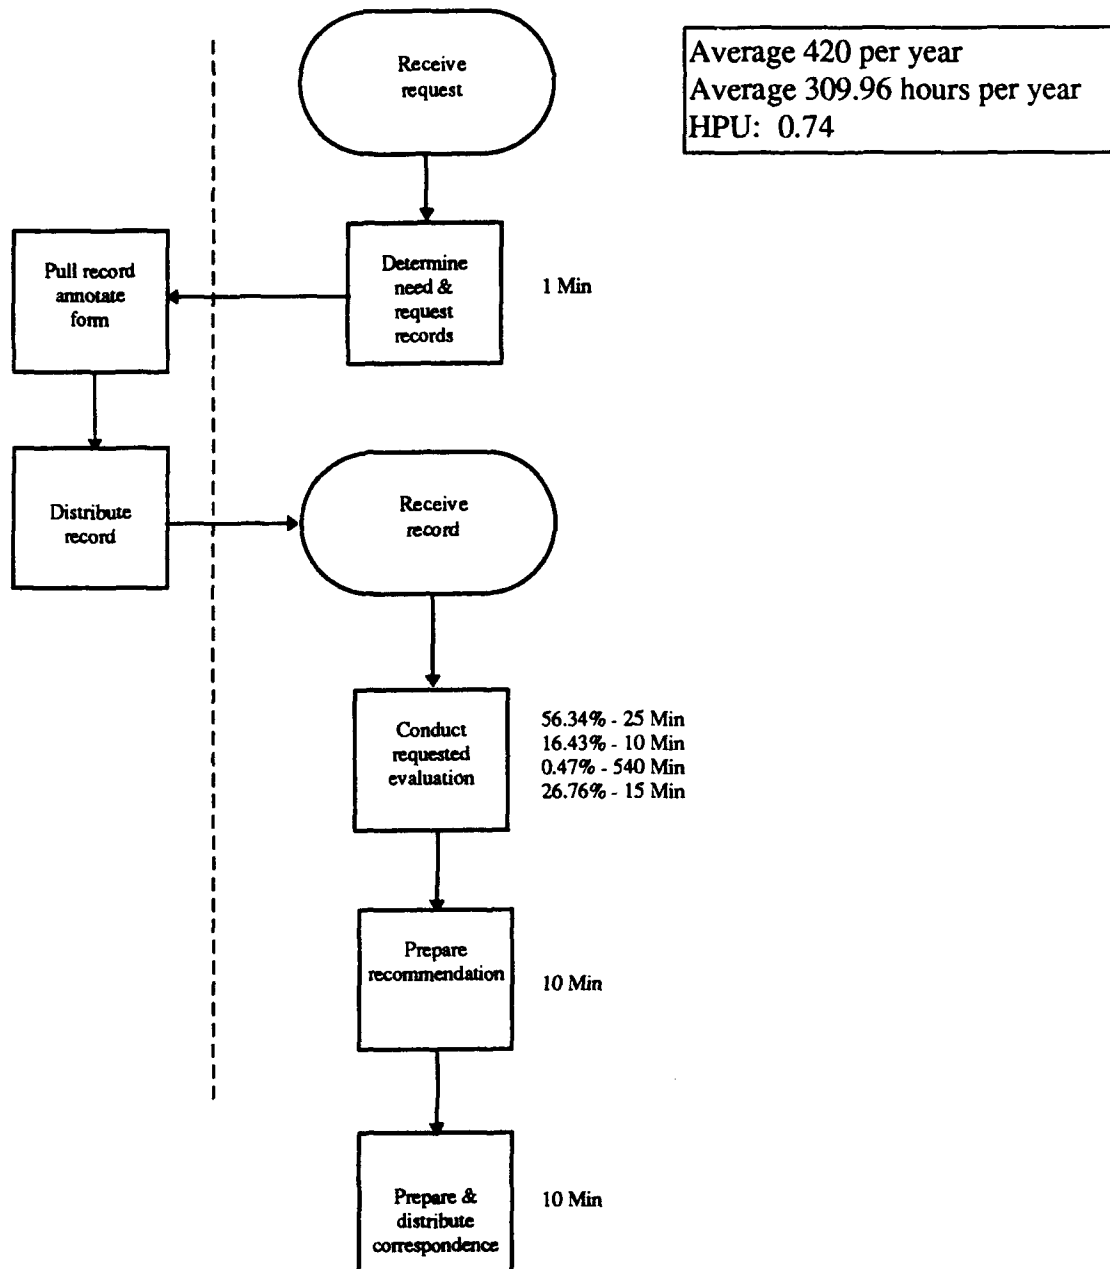 Receive
request
Average 420 per year
Average 309.96 hours per year
HPU: 0.74
Pull record
annotate
form
Determine
need &
request
records
1 Min
Distribute
record
Receive
record
Conduct
requested
evaluation
56.34% - 25 Min
16.43% - 10 Min
0.47% - 540 Min
26.76% - 15 Min
Prepare
recommendation
10 Min
Prepare &
distribute
correspondence
10 Min